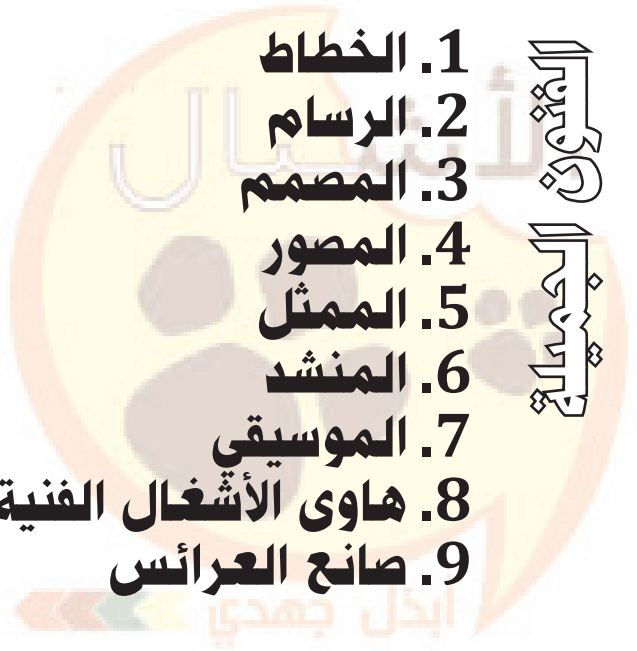 الفنون الجميلة
1. الخطاط
2. الرسام
3. المصمم
4. المصور
5. الممثل
6. المنشد
7. الموسيقي
8. هاوى الأشغال الفنية
9. صانع العرائس
الأشبال
ابذل جهدي